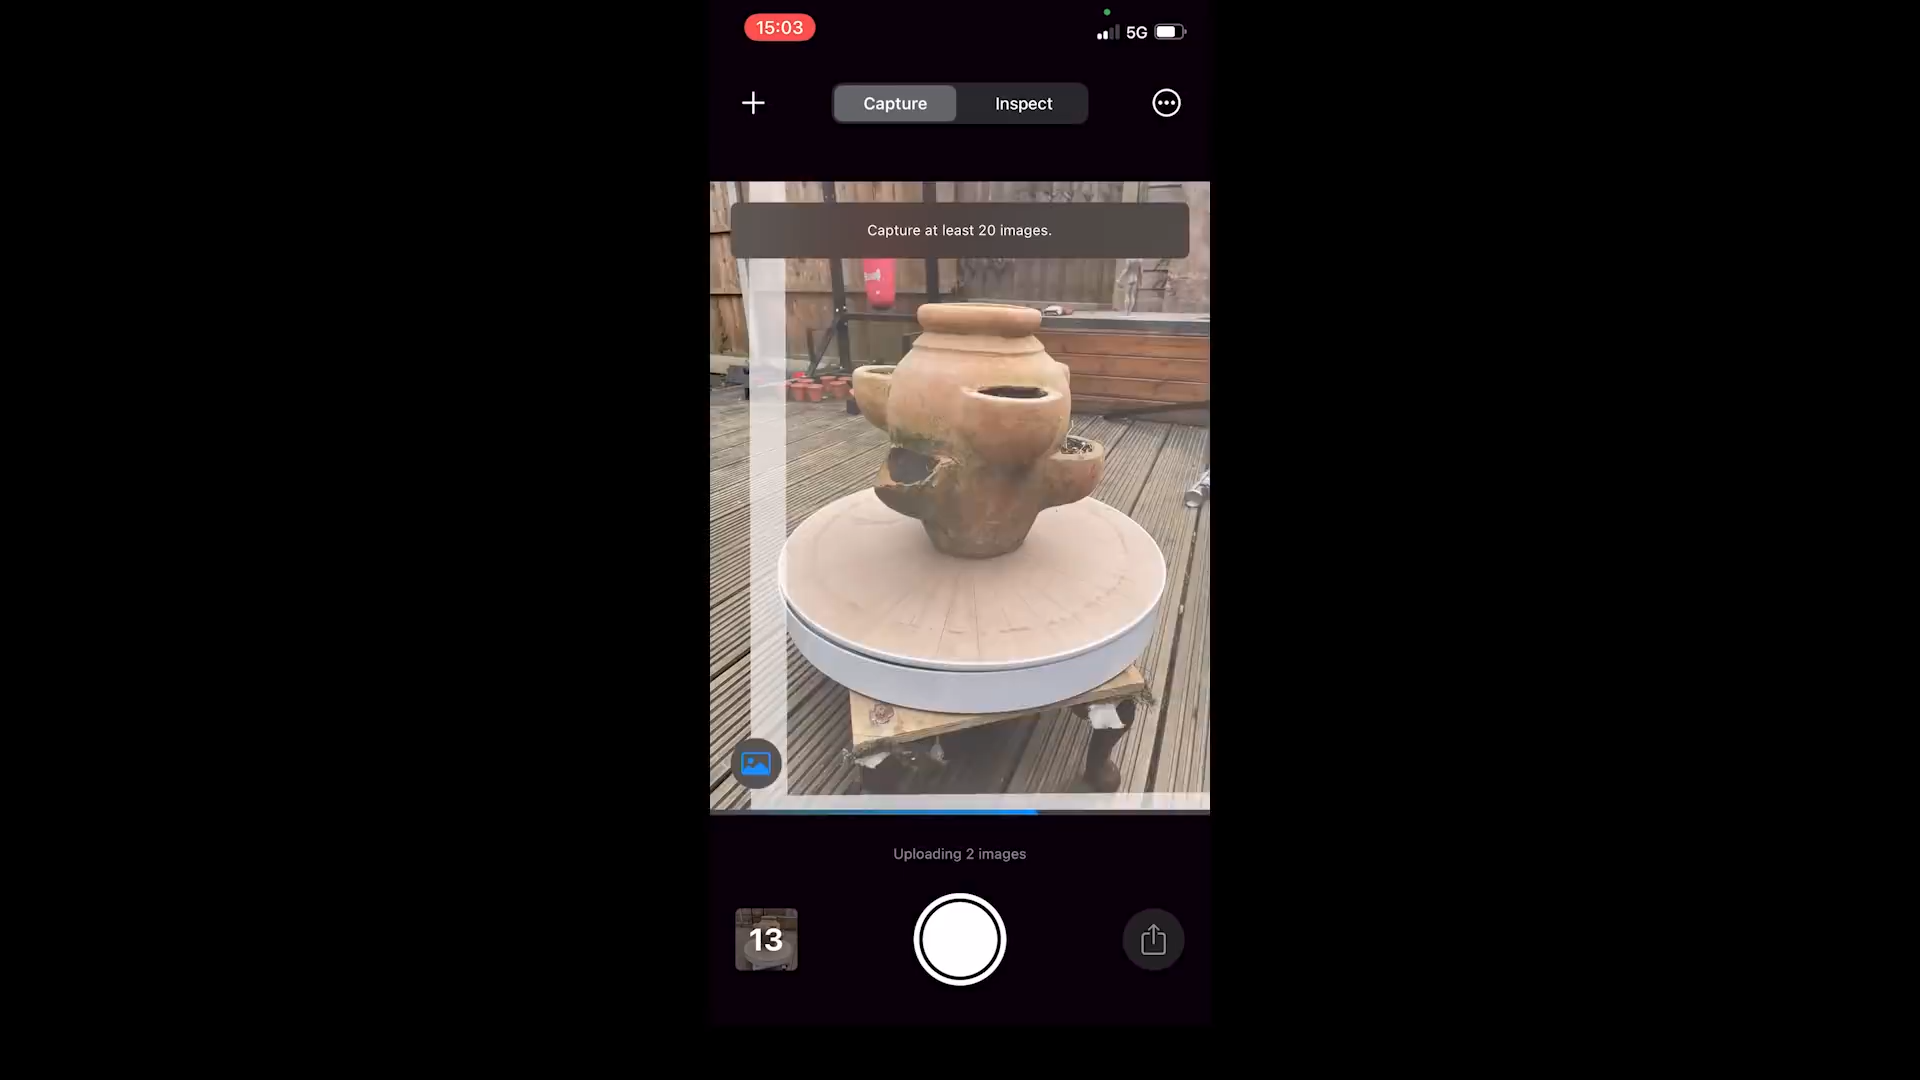 15:03
5G
Capture
Inspect
Capture at least 20 images.
Uploading 2 images
13